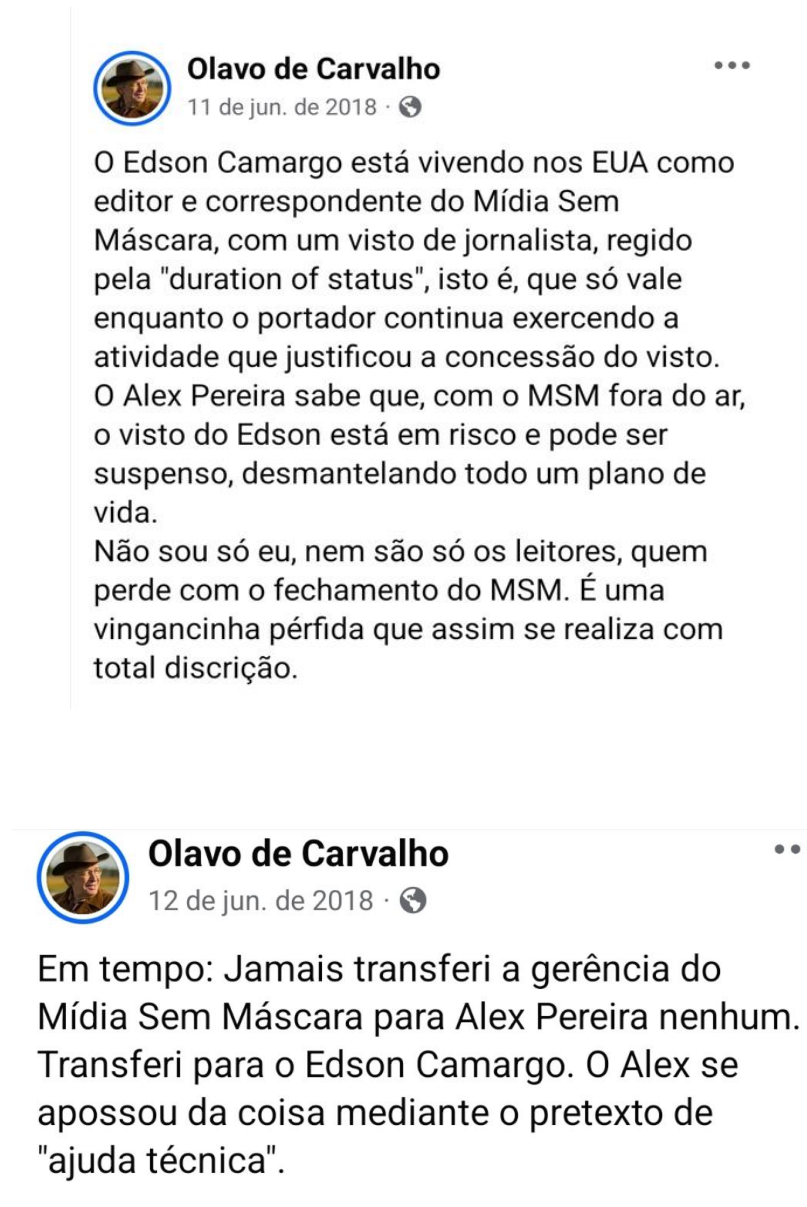 Olavo de Carvalho
11 de jun. de 2018 ·
O Edson Camargo está vivendo nos EUA como
editor e correspondente do Mídia Sem
Máscara, com um visto de jornalista, regido
pela "duration of status", isto é, que só vale
enquanto o portador continua exercendo a
atividade que justificou a concessão do visto.
O Alex Pereira sabe que, com o MSM fora do ar,
o visto do Edson está em risco e pode ser
suspenso, desmantelando todo um plano de
vida.
Não sou só eu, nem são só os leitores, quem
perde com o fechamento do MSM. É uma
vingancinha pérfida que assim se realiza com
total discrição.
Olavo de Carvalho
12 de jun. de 2018 ·
Em tempo: Jamais transferi a gerência do
Mídia Sem Máscara para Alex Pereira nenhum.
Transferi para o Edson Camargo. O Alex se
apossou da coisa mediante o pretexto de
"ajuda técnica".